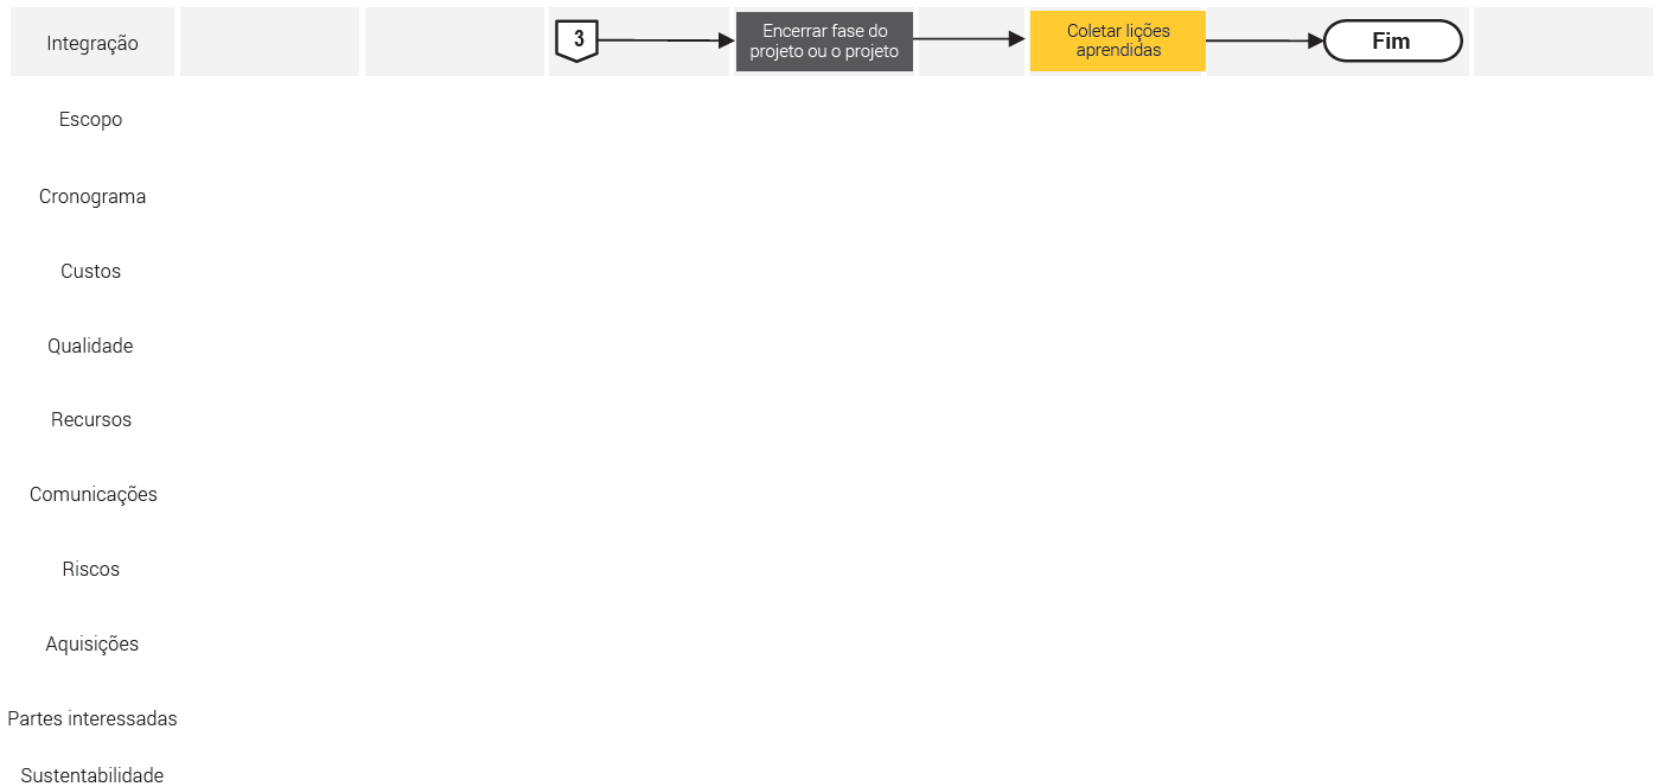 Integração
3
Encerrar fase do
projeto ou o projeto
Coletar lições
aprendidas
Fim
Escopo
Cronograma
Custos
Qualidade
Recursos
Comunicações
Riscos
Aquisições
Partes interessadas
Sustentabilidade